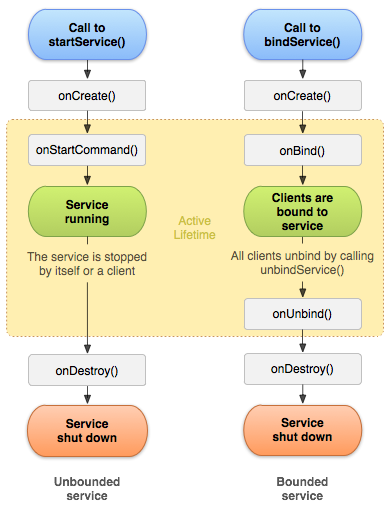 Call to
startService()
onCreate()
onStartCommand()
Service
running
The service is stopped
by itself or a client
onDestroy()
Service
shut down
Unbounded
service
Active
Lifetime
Call to
bindService()
onCreate()
onBind()
Clients are
bound to
service
All clients unbind by calling
unbindService()
onUnbind()
onDestroy()
Service
shut down
Bounded
service